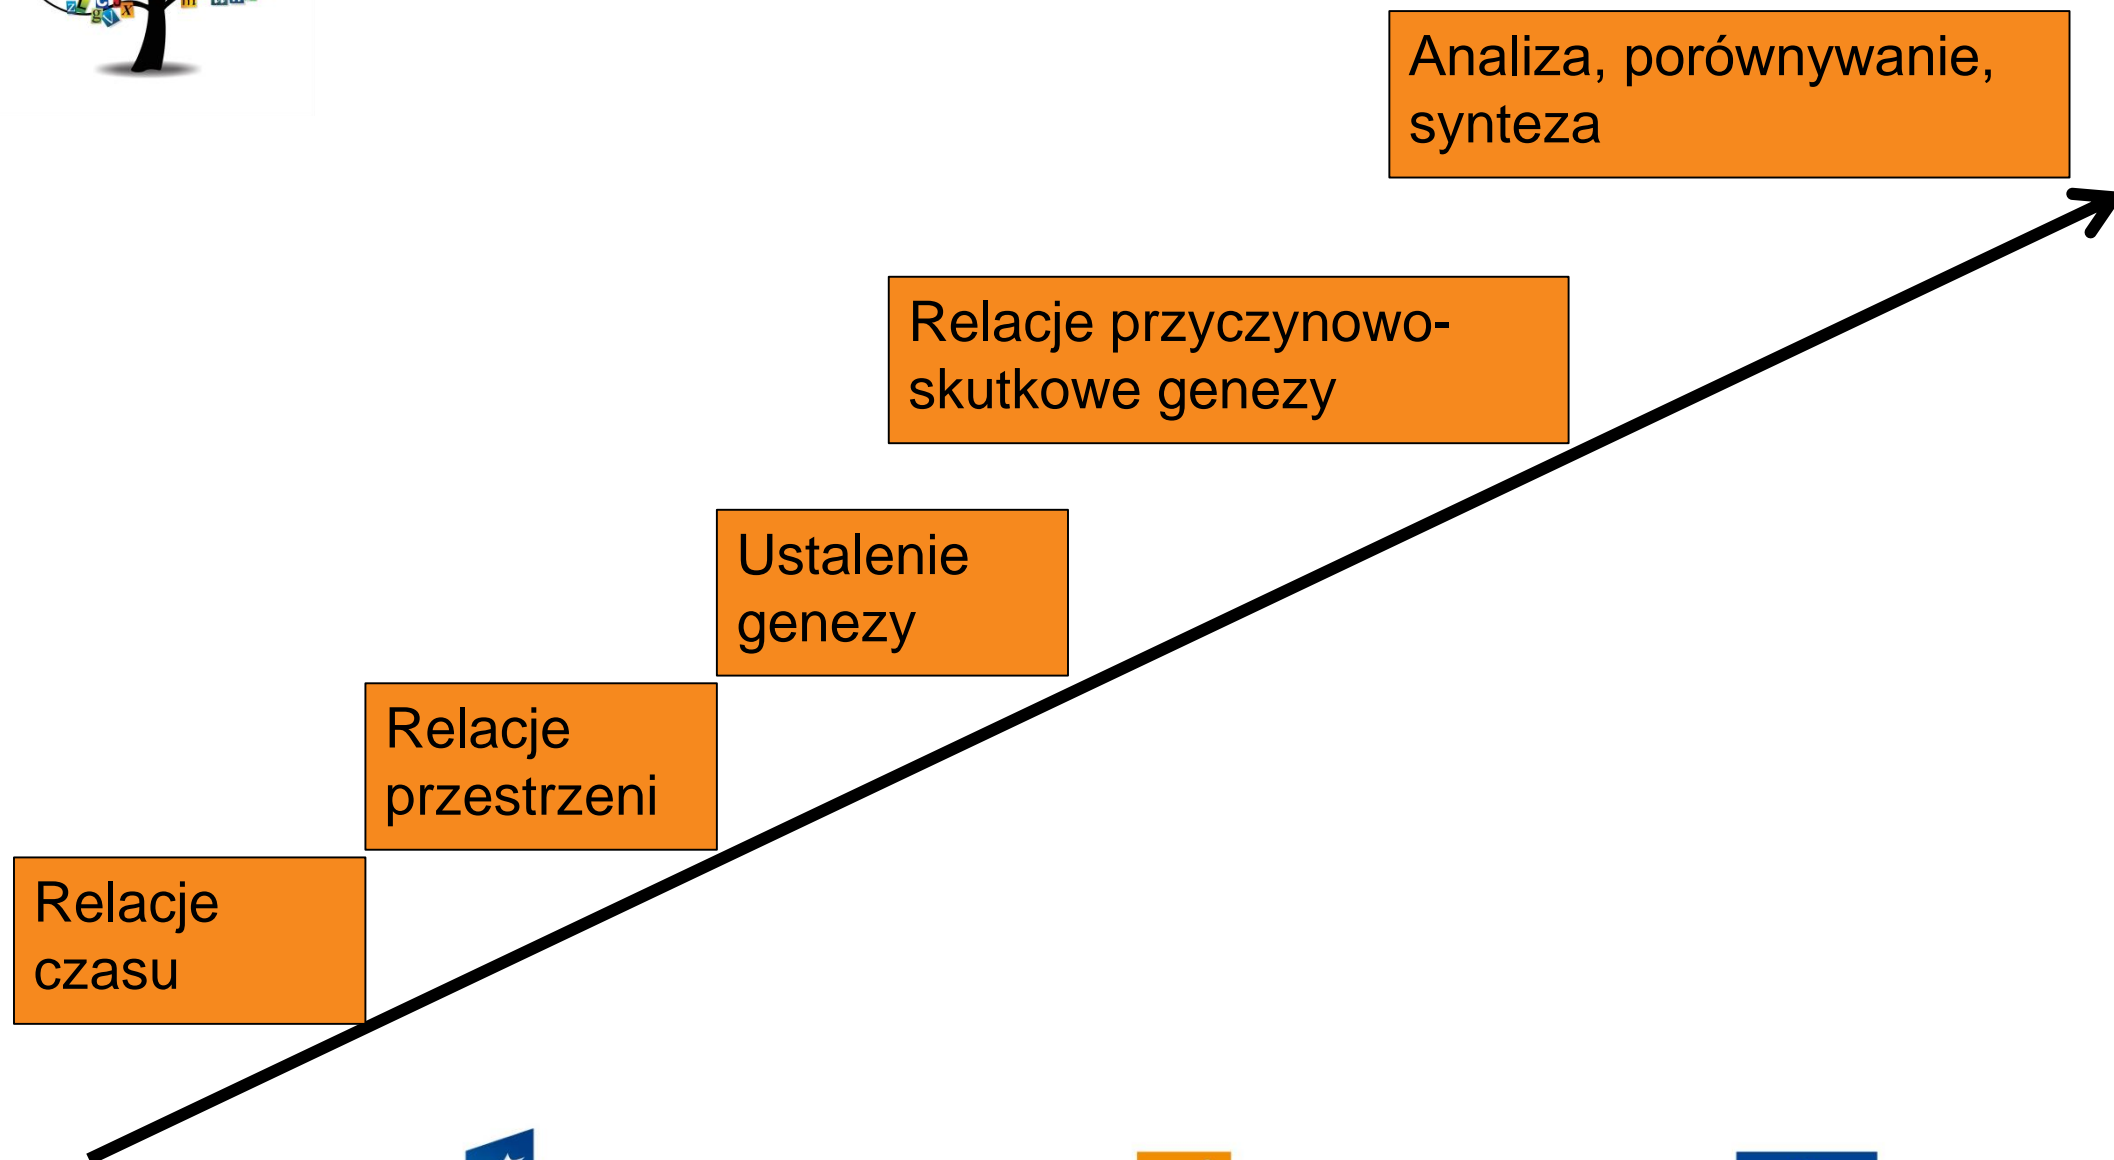 Analiza, porównywanie,
synteza
Relacje przyczynowo-
skutkowe genezy
Ustalenie
genezy
Relacje
przestrzeni
Relacje
czasu